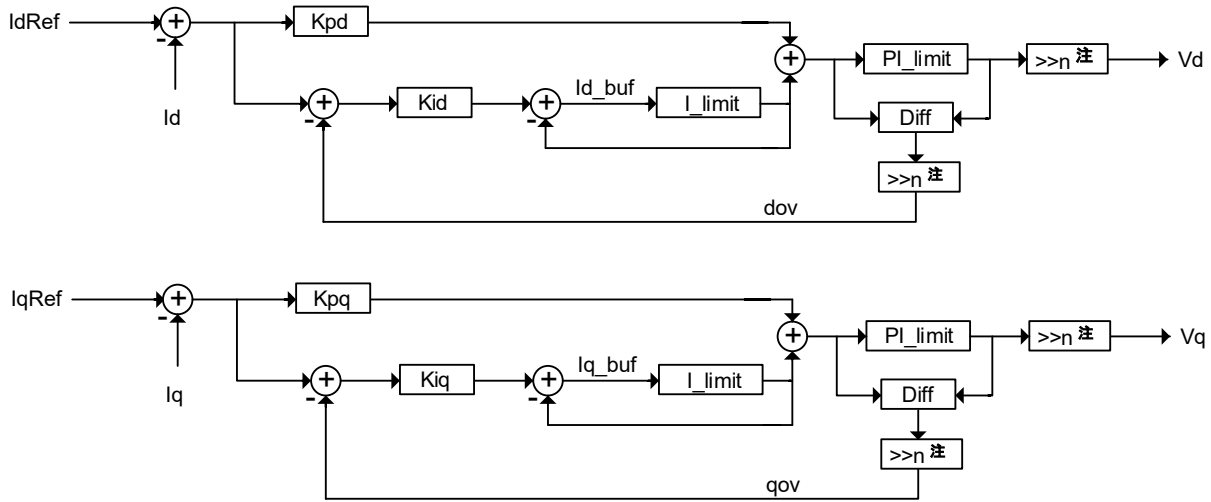 IdRef
Kpd
PI_limit
>>n 注
Vd
Id_buf
Kid
I_limit
Id
Diff
>>n 注
dov
IqRef
Kpq
PI_limit
>>n 注
Vq
Iq_buf
Kiq
I_limit
Iq
Diff
>>n 注
qov